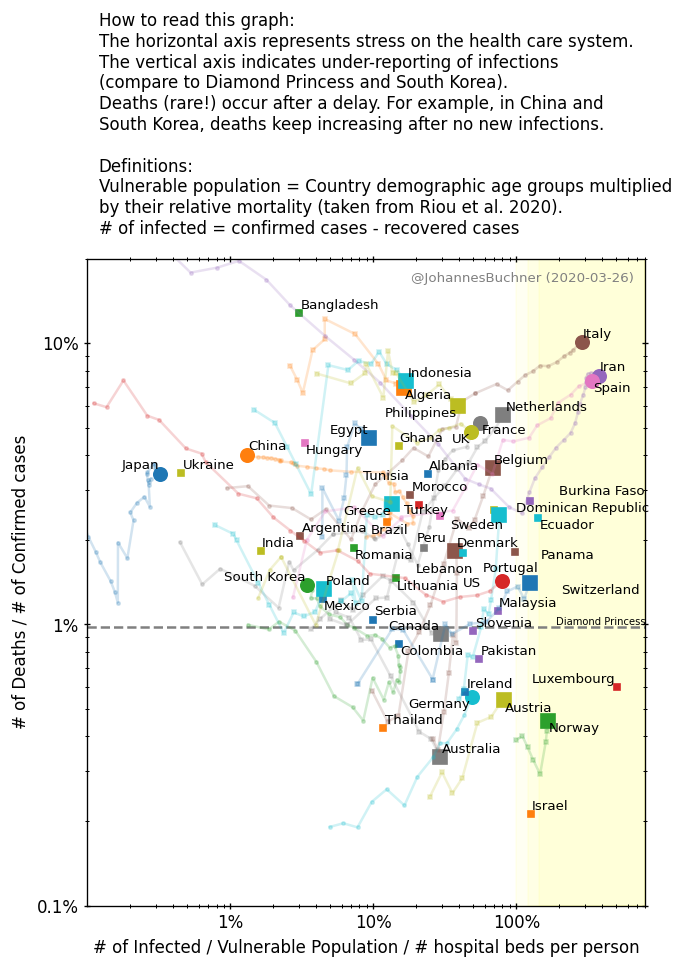 How to read this graph:
The horizontal axis represents stress on the health care system.
The vertical axis indicates under-reporting of infections
(compare to Diamond Princess and South Korea).
Deaths (rare!) occur after a delay. For example, in China and
South Korea, deaths keep increasing after no new infections.
Definitions:
Vulnerable population = Country demographic age groups multiplied
by their relative mortality (taken from Riou et al. 2020).
# of infected = confirmed cases - recovered cases
@JohannesBuchner (2020-03-26)
Bangladesh
Italy
10%
Iran
Indonesia
Spain
Algeria
Netherlands
Philippines
Egypt
France
Ghana
UK
China
Hungary
Belgium
Japan
Ukraine
Albania
Tunisia
Morocco
Burkina Faso
Greece
Turkey
Dominican Republic
Sweden
Ecuador
Argentina
Brazil
Peru
Denmark
India
Romania
Panama
Lebanon
Portugal
South Korea
Poland
Lithuania
US
Switzerland
Mexico
Malaysia
Serbia
Slovenia
Canada
Diamond Princess
1%
Colombia
Pakistan
Luxembourg
Ireland
Germany
Austria
Thailand
Norway
Australia
Israel
0.1%
1%
10%
100%
# of Deaths / # of Confirmed cases
# of Infected / Vulnerable Population / # hospital beds per person